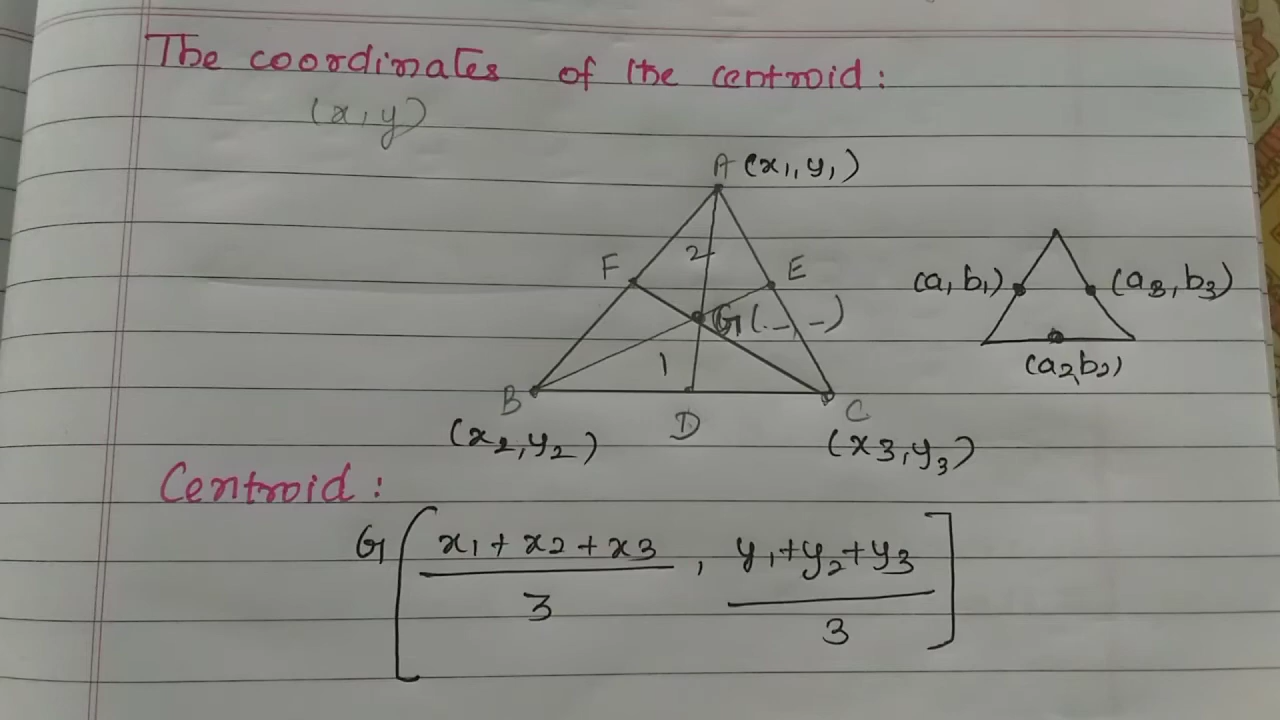 The coordinates of the centroid:
(x, y)
A (x₁, y₁)
2
F
E
(a, b₁)
(a₃, b₃)
G(-, -)
1
(a₂, b₂)
B
D
C
(x₂, y₂)
(x₃, y₃)
Centroid:
G[(x₁+x₂+x₃)/3, (y₁+y₂+y₃)/3]